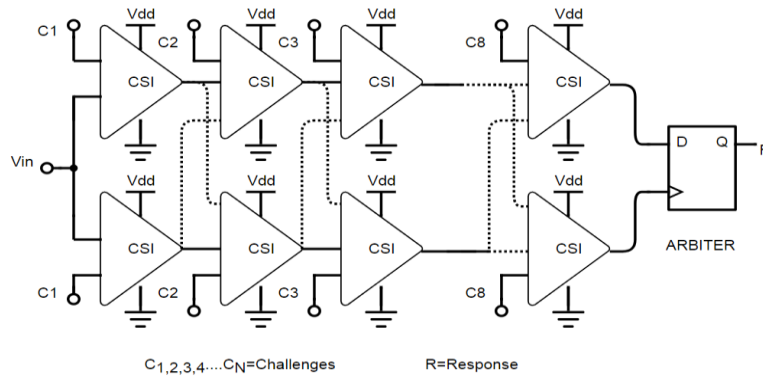 C1 Vdd C2 Vdd C3 Vdd C8 Vdd
CSI CSI CSI CSI
Vin
D Q
Vdd Vdd Vdd Vdd
CSI CSI CSI CSI
ARBITER
C1 C2 C3 C8
C1,2,3,4....CN=Challenges R=Response